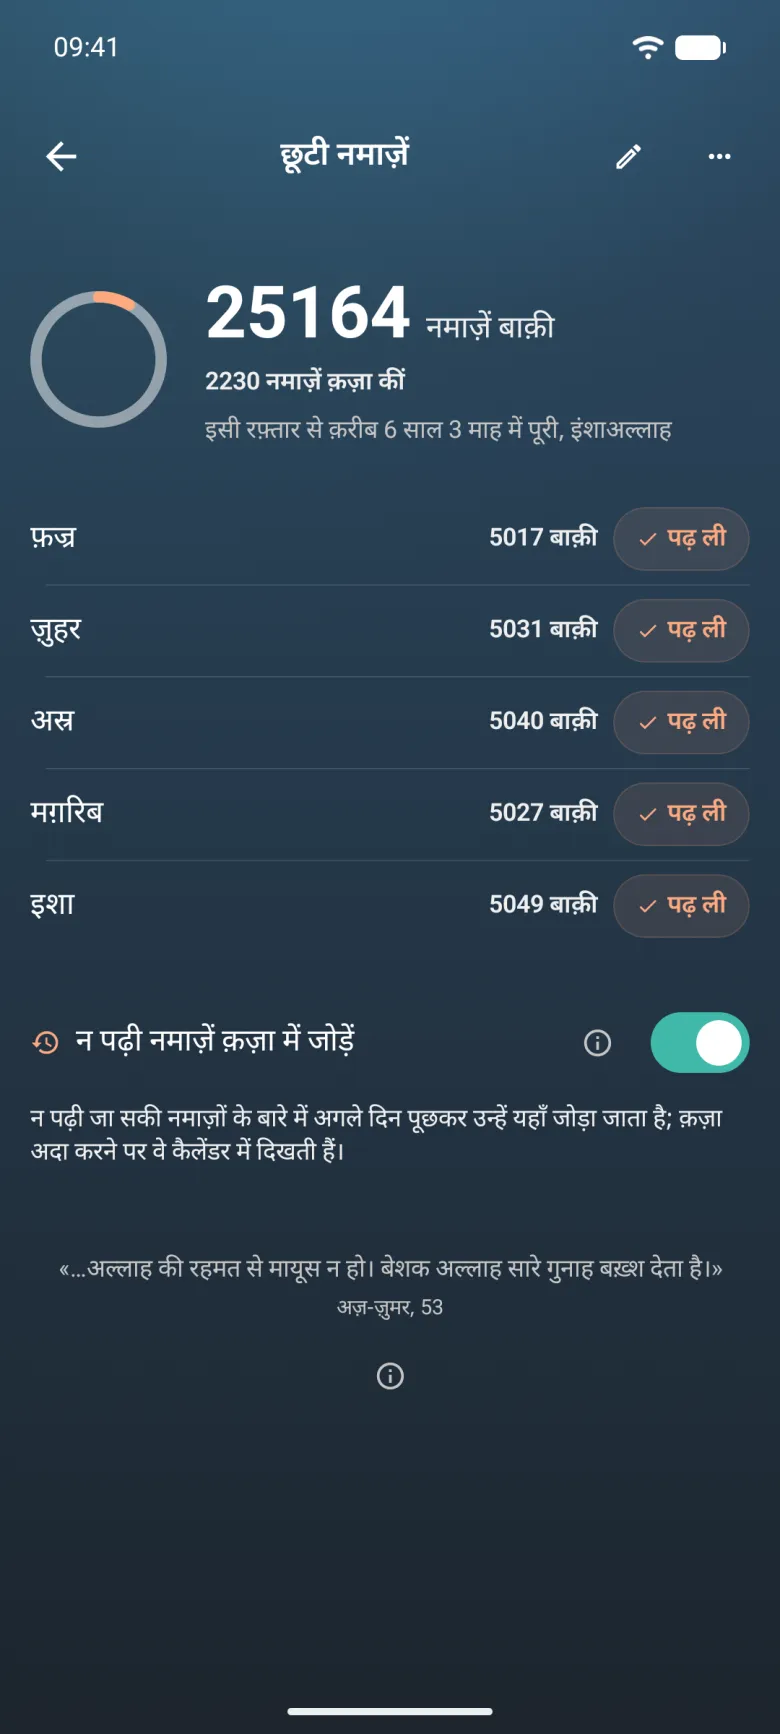 09:41
छूटी नमाज़ें
25164 नमाज़ें बाक़ी
2230 नमाज़ें क़ज़ा कीं
इसी रफ़्तार से क़रीब 6 साल 3 माह में पूरी, इंशाअल्लाह
फ़ज्र 5017 बाक़ी पढ़ ली
ज़ुहर 5031 बाक़ी पढ़ ली
अस्र 5040 बाक़ी पढ़ ली
मग़रिब 5027 बाक़ी पढ़ ली
इशा 5049 बाक़ी पढ़ ली
न पढ़ी नमाज़ें क़ज़ा में जोड़ें
न पढ़ी जा सकी नमाज़ों के बारे में अगले दिन पूछकर उन्हें यहाँ जोड़ा जाता है; क़ज़ा
अदा करने पर वे कैलेंडर में दिखती हैं।
«…अल्लाह की रहमत से मायूस न हो। बेशक अल्लाह सारे गुनाह बख़्श देता है।»
अज़-ज़ुमर, 53